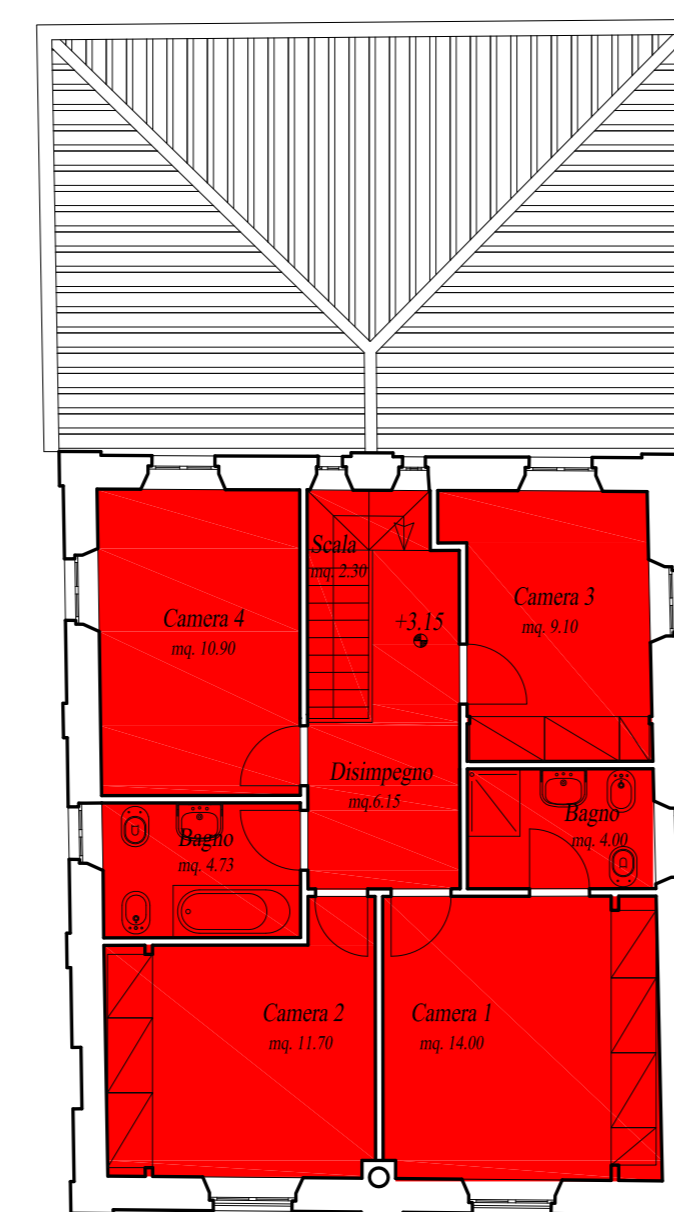 Scala
mq. 2.30
Camera 3
mq. 9.10
Camera 4
mq. 10.90
+3.15
Disimpegno
mq.6.15
Bagno
mq. 4.00
Bagno
mq. 4.73
Camera 2
mq. 11.70
Camera 1
mq. 14.00